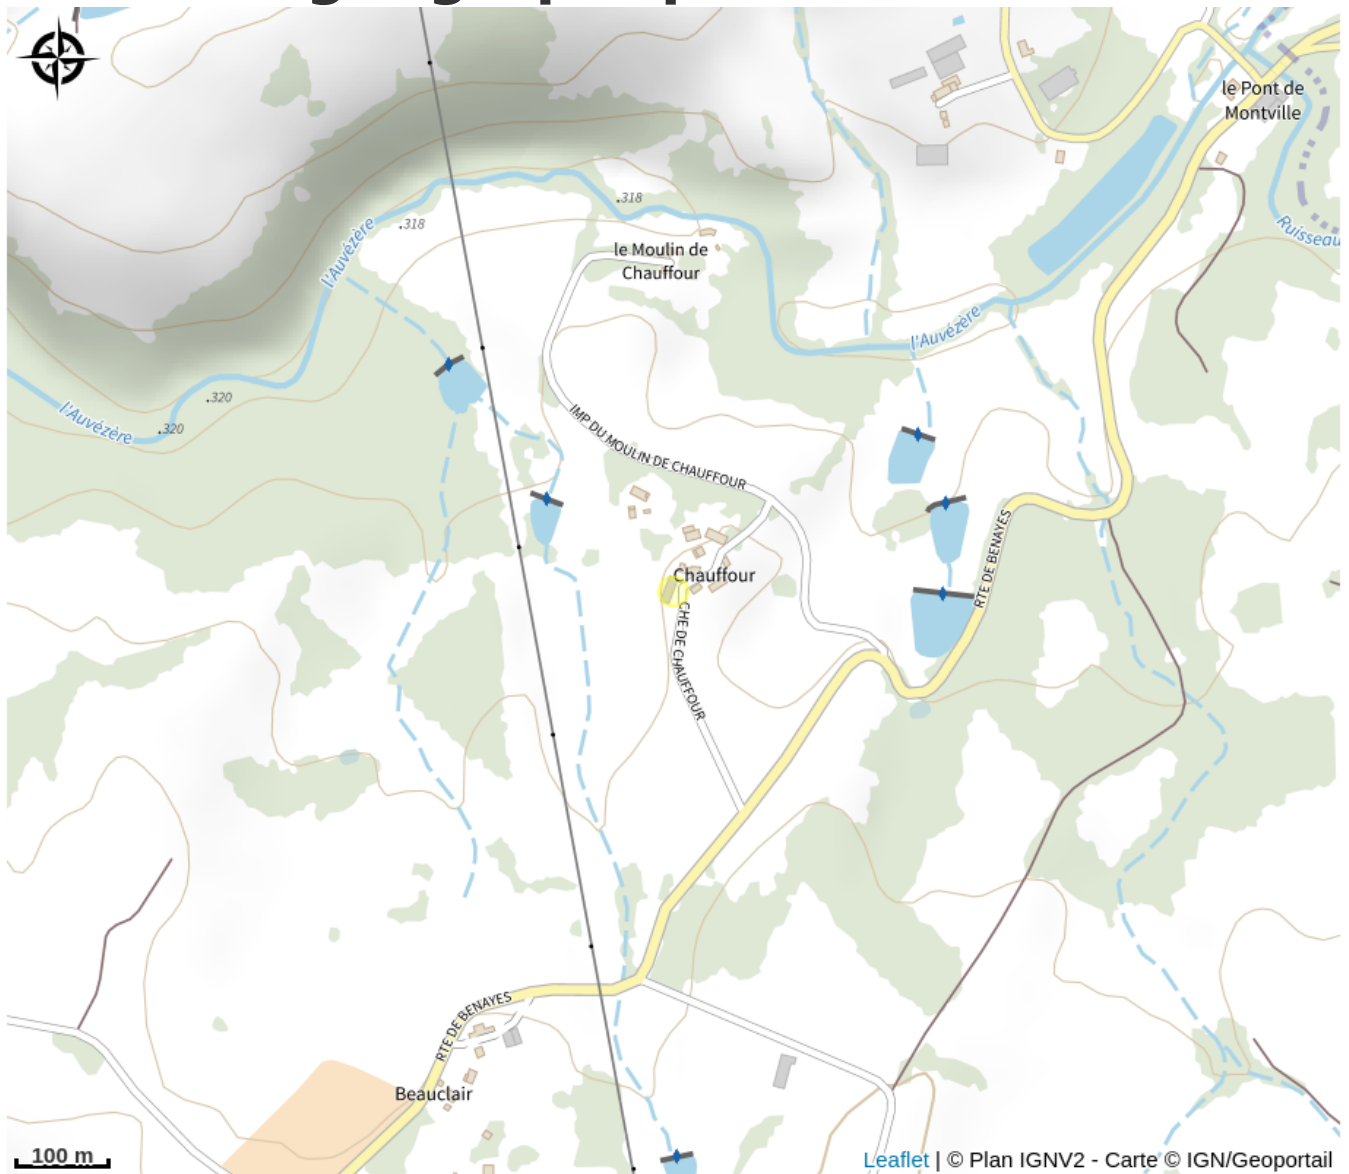 le Pont de
Montville
.318
.318
l'Auvézère
Ruisseau
le Moulin de
Chauffour
l'Auvézère
.320
l'Auvézère
.320
IMP DU MOULIN DE CHAUFFOUR
RTE DE BENAYES
Chauffour
CHE DE CHAUFFOUR
RTE DE BENAYES
Beauclair
100 m
Leaflet | © Plan IGNV2 - Carte © IGN/Geoportail